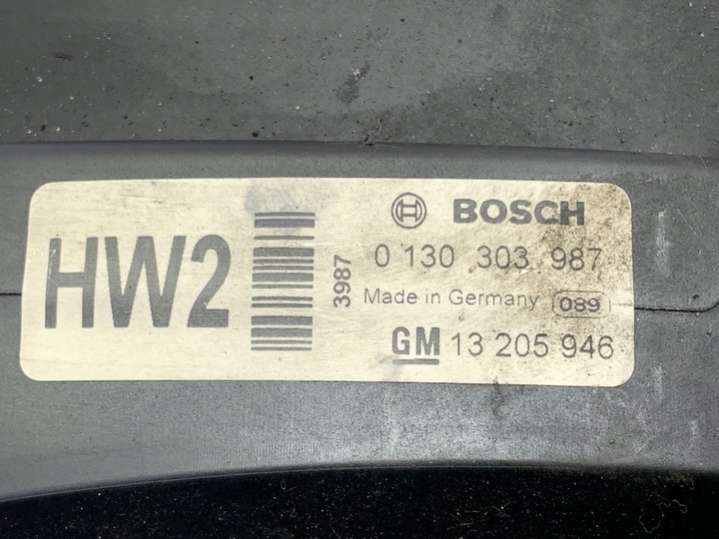 HW2
3987
BOSCH
0 130 303 987
Made in Germany 089
GM 13 205 946